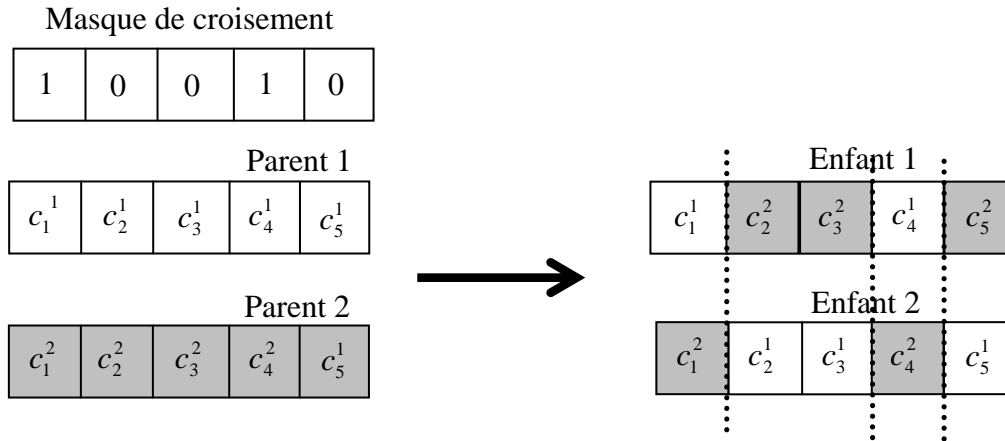 Masque de croisement
1 0 0 1 0
Parent 1
c₁¹ c₂¹ c₃¹ c₄¹ c₅¹
Parent 2
c₁² c₂² c₃² c₄² c₅¹
Enfant 1
c₁¹ c₂² c₃² c₄¹ c₅²
Enfant 2
c₁² c₂¹ c₃¹ c₄² c₅¹